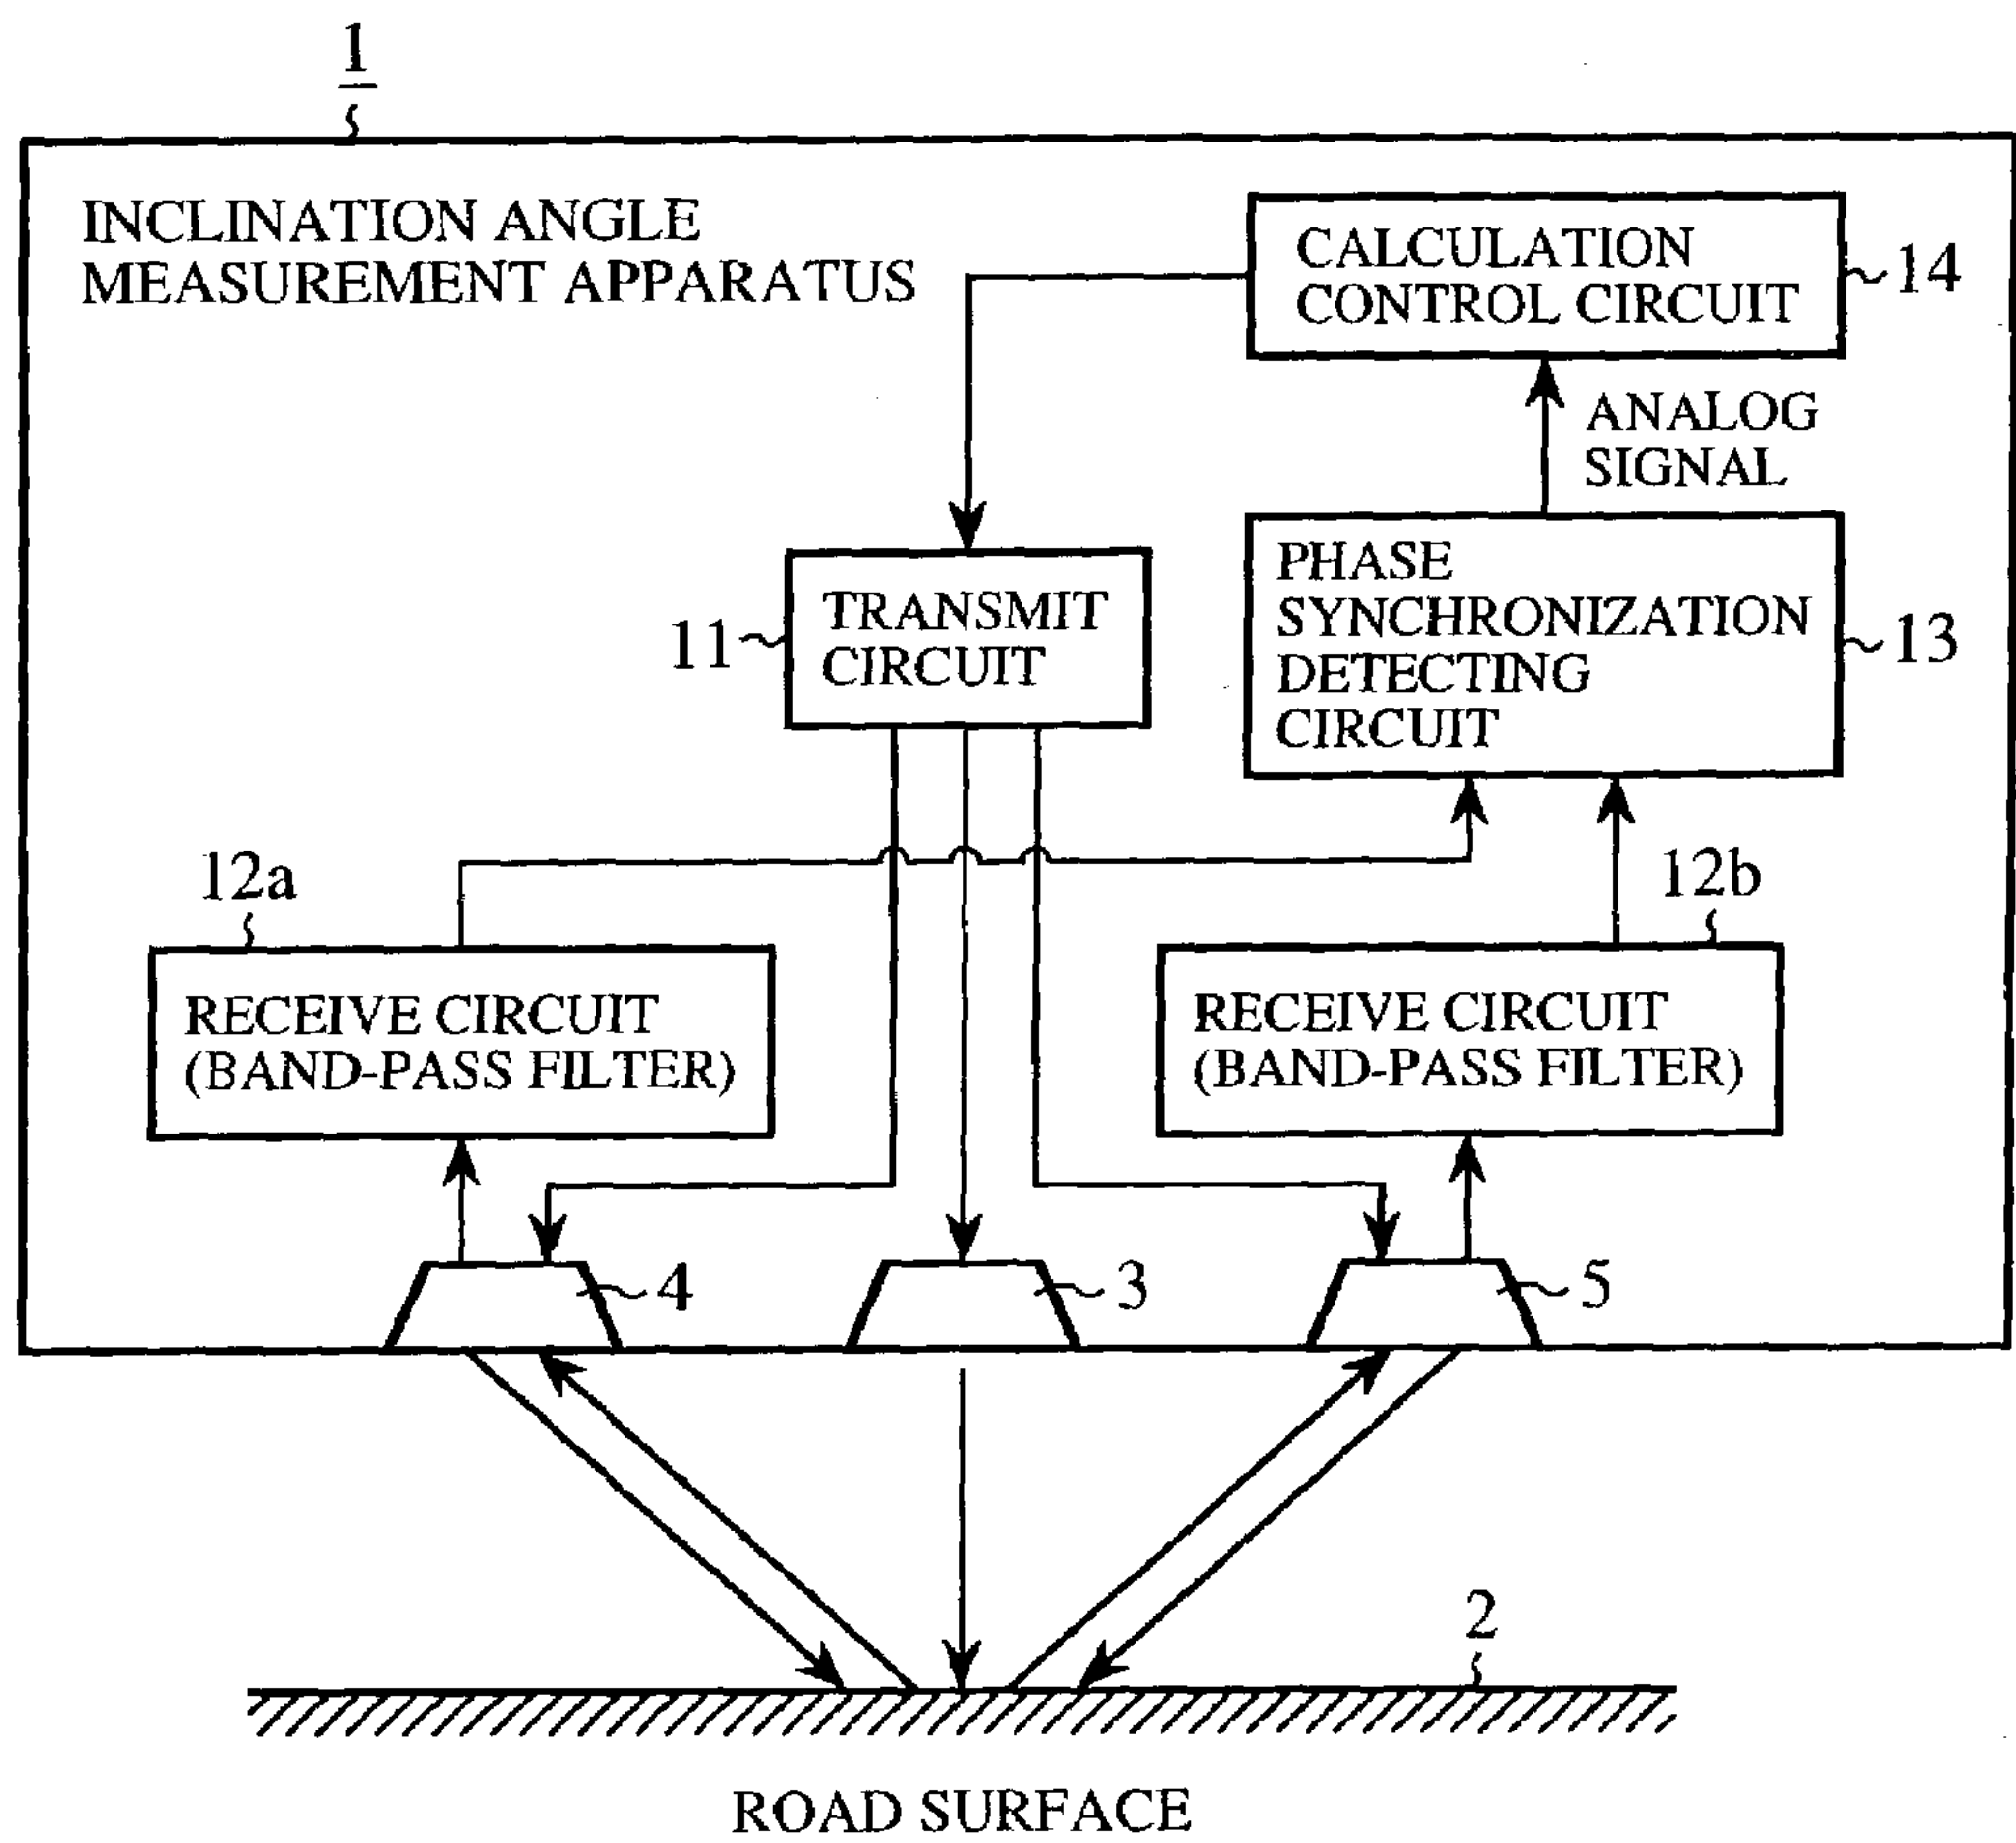 1
INCLINATION ANGLE
MEASUREMENT APPARATUS
CALCULATION
CONTROL CIRCUIT
14
ANALOG
SIGNAL
TRANSMIT
CIRCUIT
11
PHASE
SYNCHRONIZATION
DETECTING
CIRCUIT
13
12a
12b
RECEIVE CIRCUIT
(BAND-PASS FILTER)
RECEIVE CIRCUIT
(BAND-PASS FILTER)
4
3
5
2
ROAD SURFACE